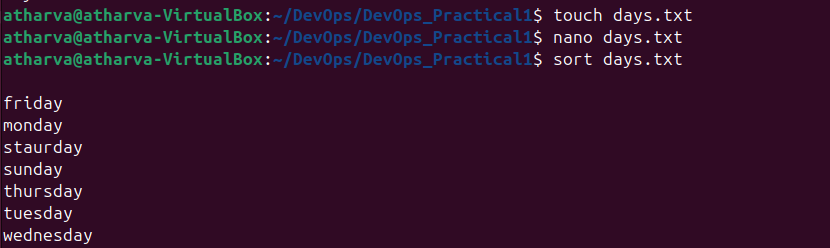 atharva@atharva-VirtualBox:~/DevOps/DevOps_Practical1$ touch days.txt
atharva@atharva-VirtualBox:~/DevOps/DevOps_Practical1$ nano days.txt
atharva@atharva-VirtualBox:~/DevOps/DevOps_Practical1$ sort days.txt

friday
monday
staurday
sunday
thursday
tuesday
wednesday